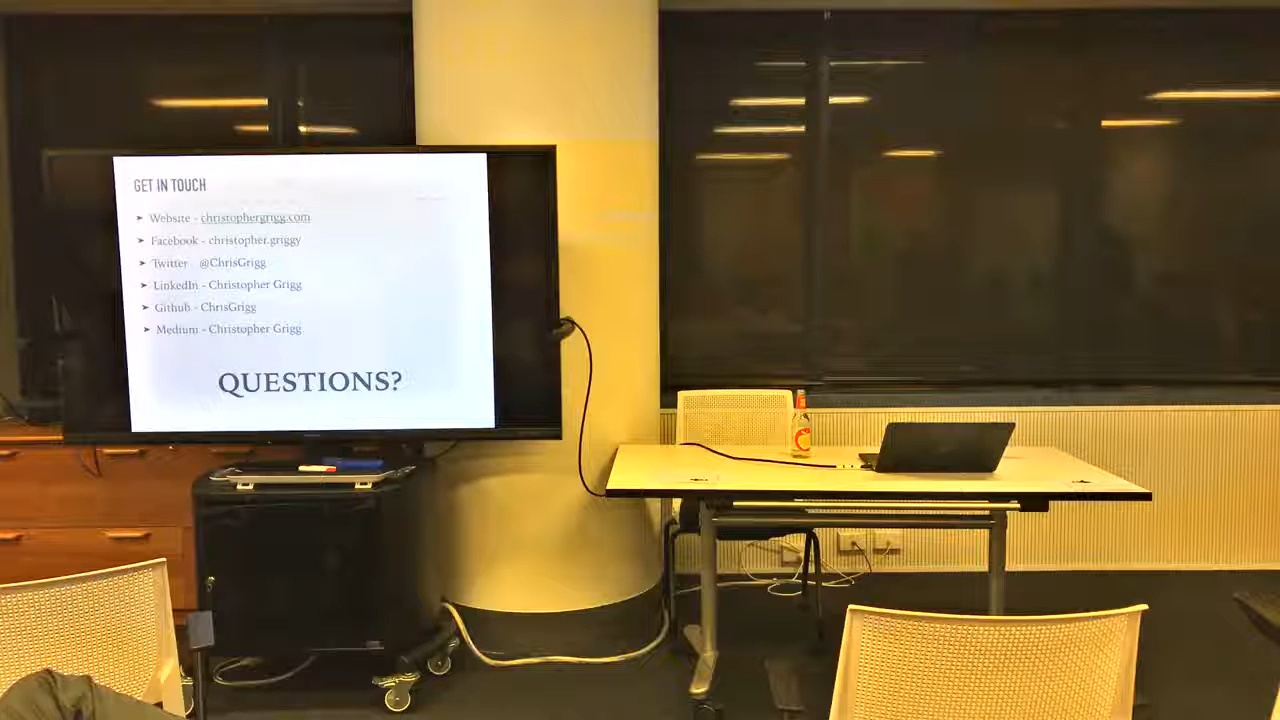 GET IN TOUCH
➤ Website - christophergrigg.com
➤ Facebook - christopher.griggy
➤ Twitter @ChrisGrigg
➤ LinkedIn - Christopher Grigg
➤ Github - ChrisGrigg
➤ Medium - Christopher Grigg
QUESTIONS?